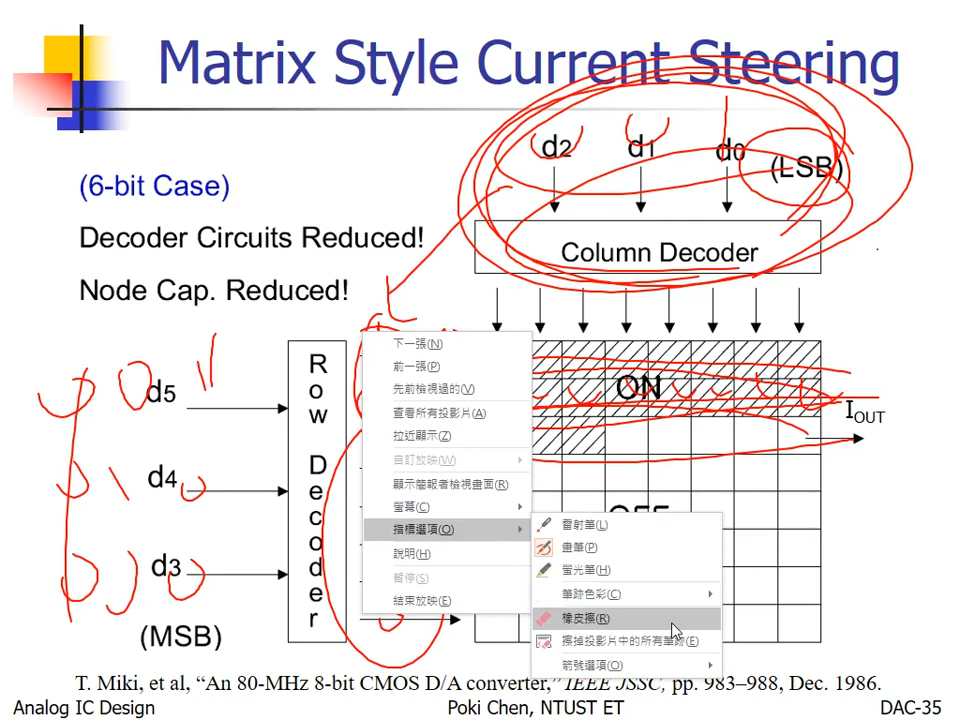 Matrix Style Current Steering
d2 d1 d0 (LSB)
(6-bit Case)
Decoder Circuits Reduced!
Node Cap. Reduced!
Column Decoder
Row Decoder
d5
d4
d3
(MSB)
ON
I OUT
下一張(N)
前一張(P)
先前檢視過的(V)
查看所有投影片(A)
拉近顯示(Z)
自訂放映(W)
顯示簡報者檢視畫面(R)
螢幕(C)
指標選項(O)
說明(H)
暫停(S)
結束放映(E)
雷射筆(L)
畫筆(P)
螢光筆(H)
筆跡色彩(C)
橡皮擦(R)
擦掉投影片中的所有筆跡(E)
箭號選項(O)
T. Miki, et al, “An 80-MHz 8-bit CMOS D/A converter,” IEEE JSSC, pp. 983–988, Dec. 1986.
Analog IC Design Poki Chen, NTUST ET DAC-35